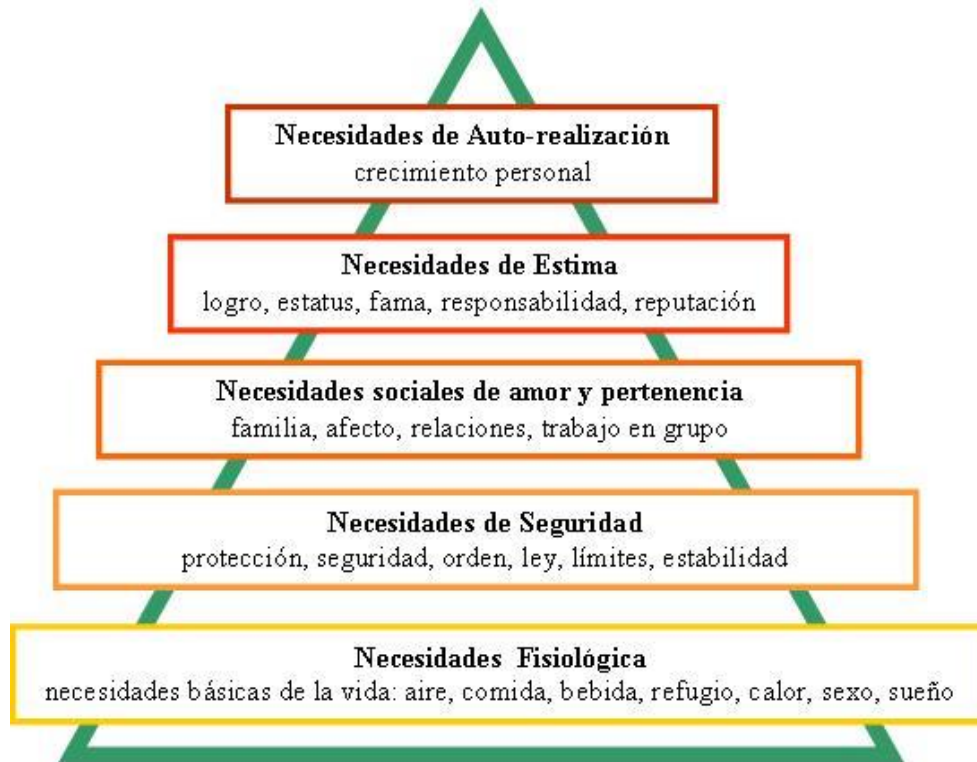 Necesidades de Auto-realización
crecimiento personal
Necesidades de Estima
logro, estatus, fama, responsabilidad, reputación
Necesidades sociales de amor y pertenencia
familia, afecto, relaciones, trabajo en grupo
Necesidades de Seguridad
protección, seguridad, orden, ley, límites, estabilidad
Necesidades Fisiológica
necesidades básicas de la vida: aire, comida, bebida, refugio, calor, sexo, sueño